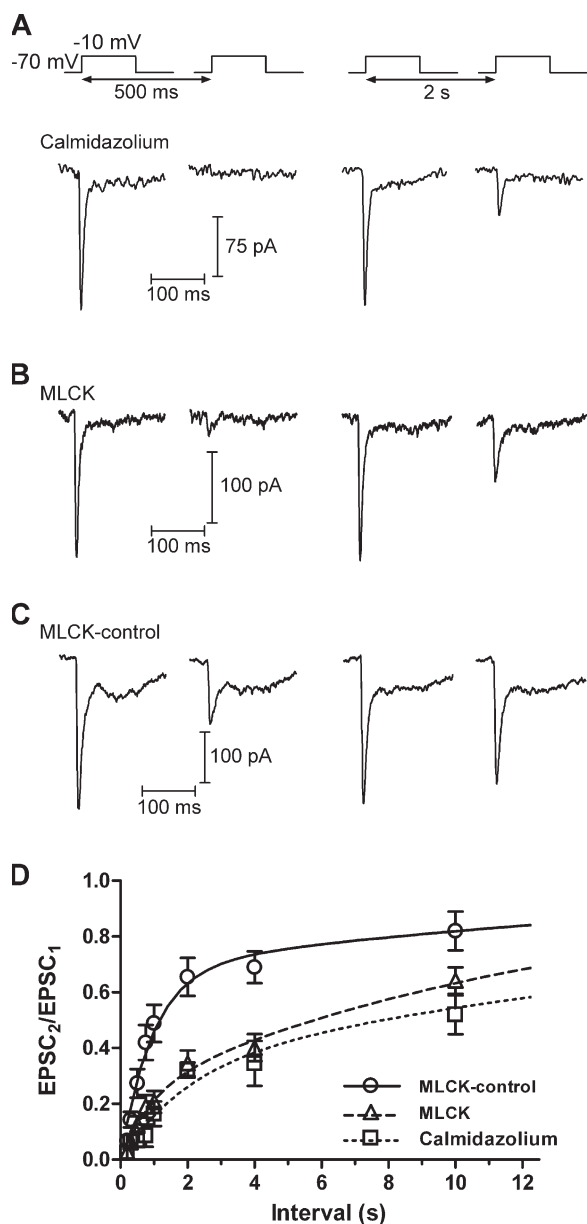 A
-10 mV
-70 mV
500 ms
2 s
Calmidazolium
75 pA
100 ms
B
MLCK
100 pA
100 ms
C
MLCK-control
100 pA
100 ms
D
1.0
0.8
0.6
0.4
0.2
0.0
EPSC₂/EPSC₁
MLCK-control
MLCK
Calmidazolium
0 2 4 6 8 10 12
Interval (s)